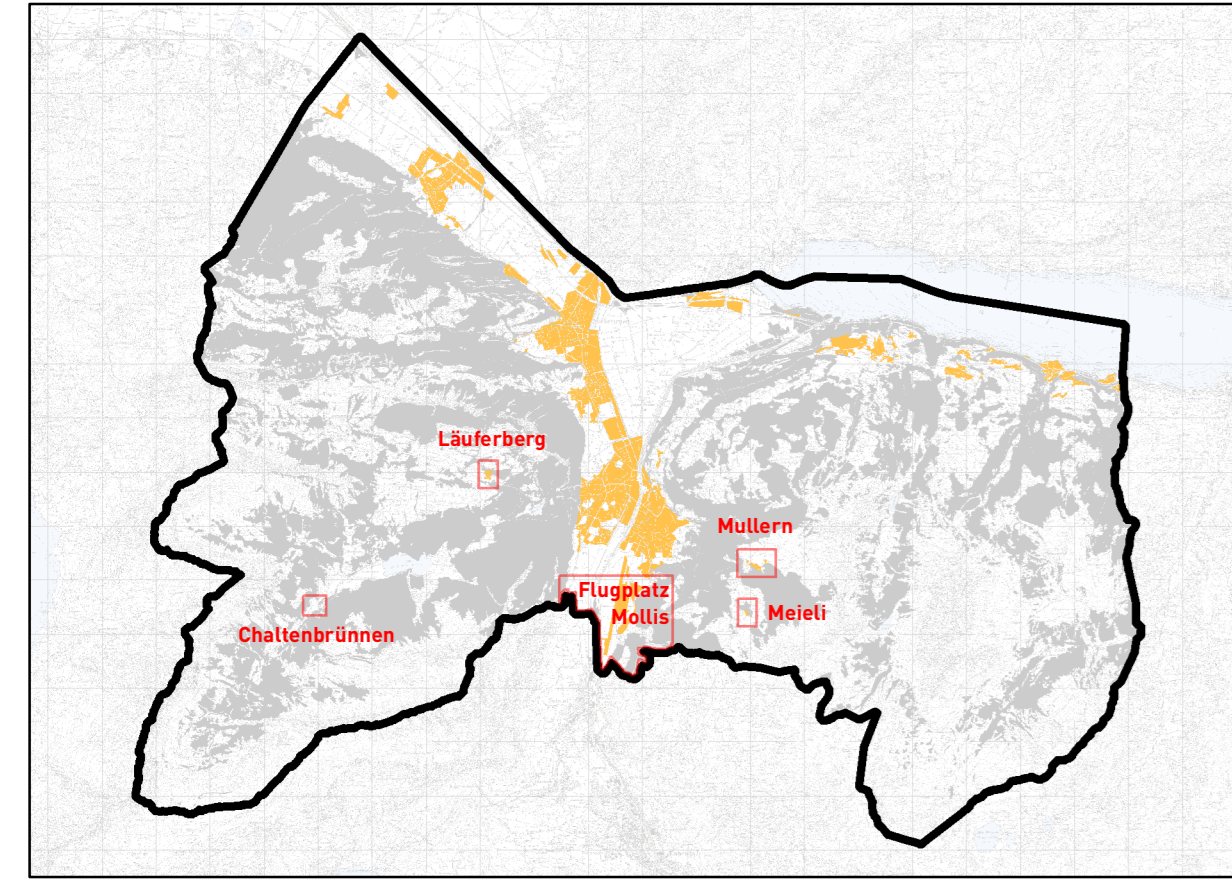 Läuferberg
Mullern
Flugplatz
Mollis
Meieli
Chaltenbrünnen